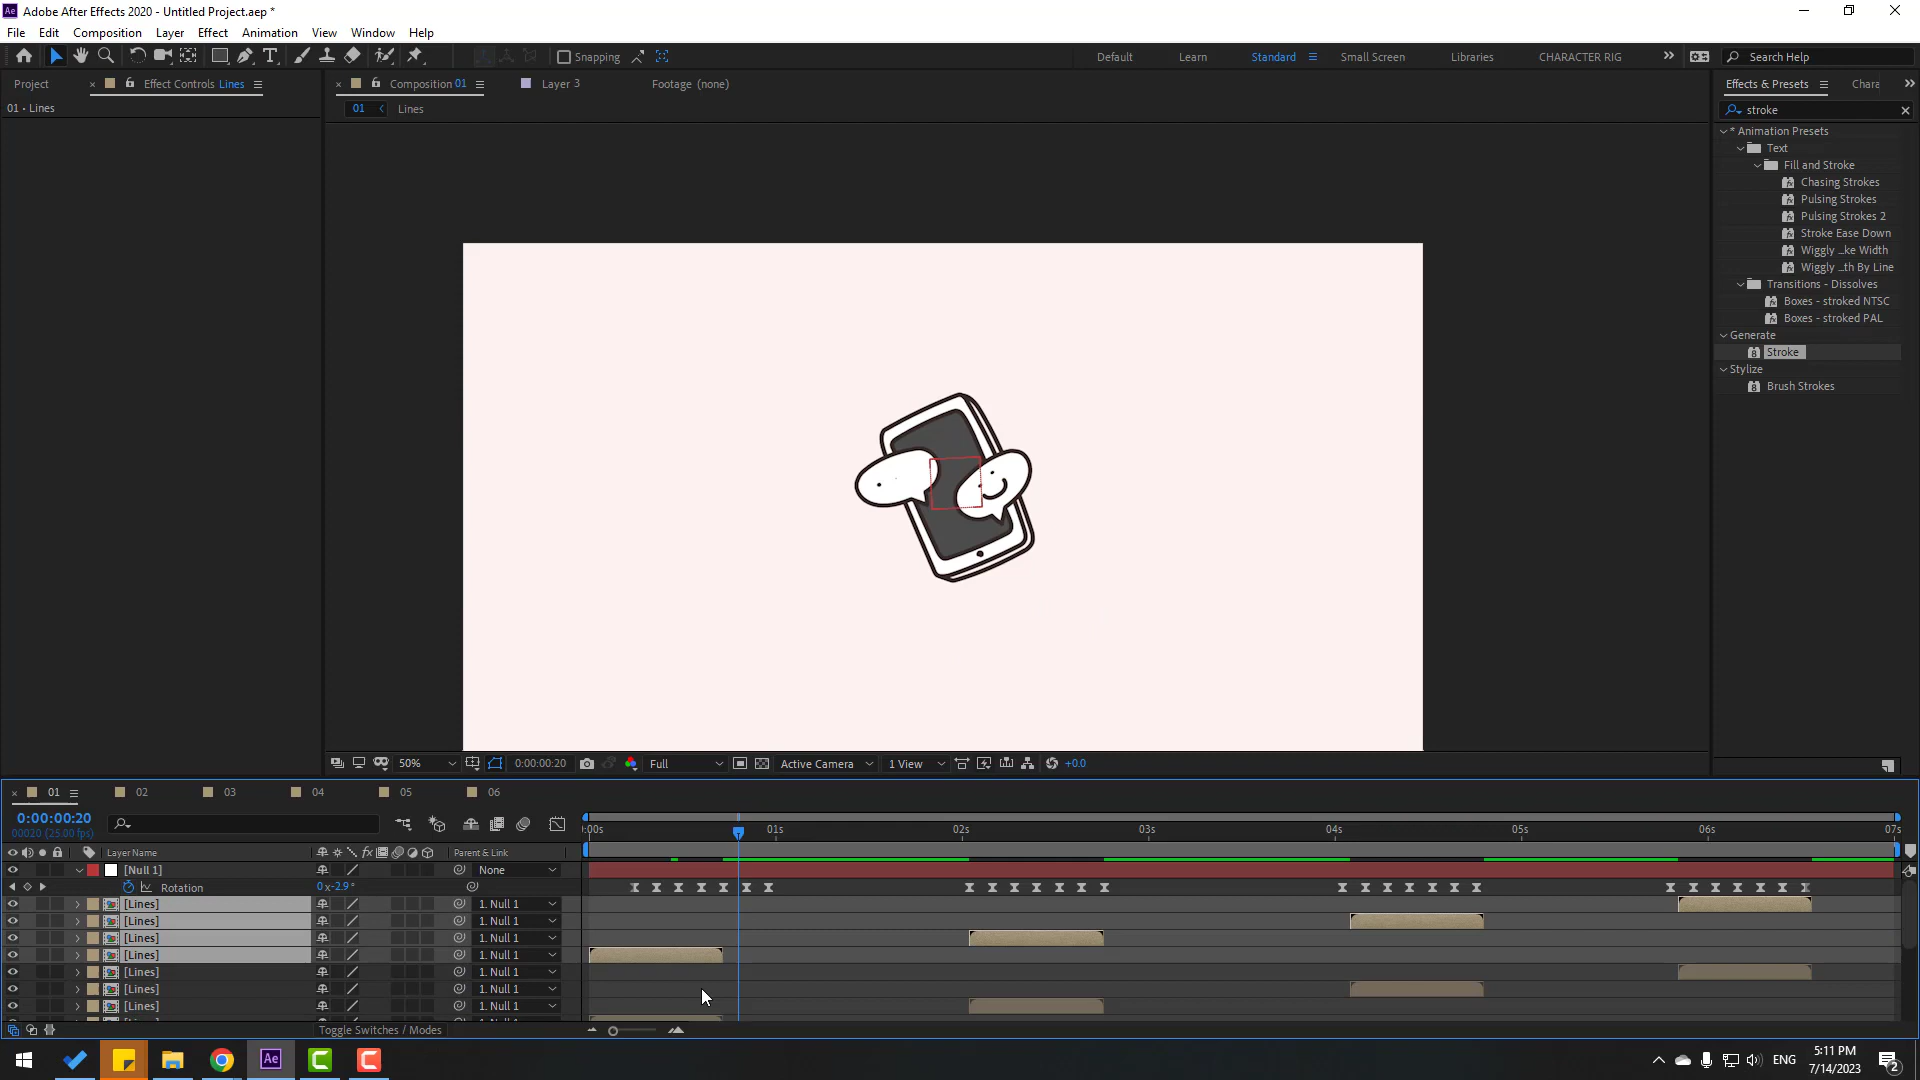 Adobe After Effects 2020 - Untitled Project.aep *
File Edit Composition Layer Effect Animation View Window Help
Snapping
Default Learn Standard Small Screen Libraries CHARACTER RIG
Search Help
Project
Effect Controls Lines
Composition 01
Layer 3
Footage (none)
Effects & Presets
Chara
01 • Lines
01
Lines
stroke
* Animation Presets
Text
Fill and Stroke
Chasing Strokes
Pulsing Strokes
Pulsing Strokes 2
Stroke Ease Down
Wiggly ...ke Width
Wiggly ...th By Line
Transitions - Dissolves
Boxes - stroked NTSC
Boxes - stroked PAL
Generate
Stroke
Stylize
Brush Strokes
50%
0:00:00:20
Full
Active Camera
1 View
+0.0
01
02
03
04
05
06
0:00:00:20
00020 (25.00 fps)
:00s 01s 02s 03s 04s 05s 06s 07s
Layer Name
Parent & Link
[Null 1]
None
Rotation
0x-2.9°
[Lines] 1. Null 1
[Lines] 1. Null 1
[Lines] 1. Null 1
[Lines] 1. Null 1
[Lines] 1. Null 1
[Lines] 1. Null 1
[Lines] 1. Null 1
Toggle Switches / Modes
ENG
5:11 PM
7/14/2023
2